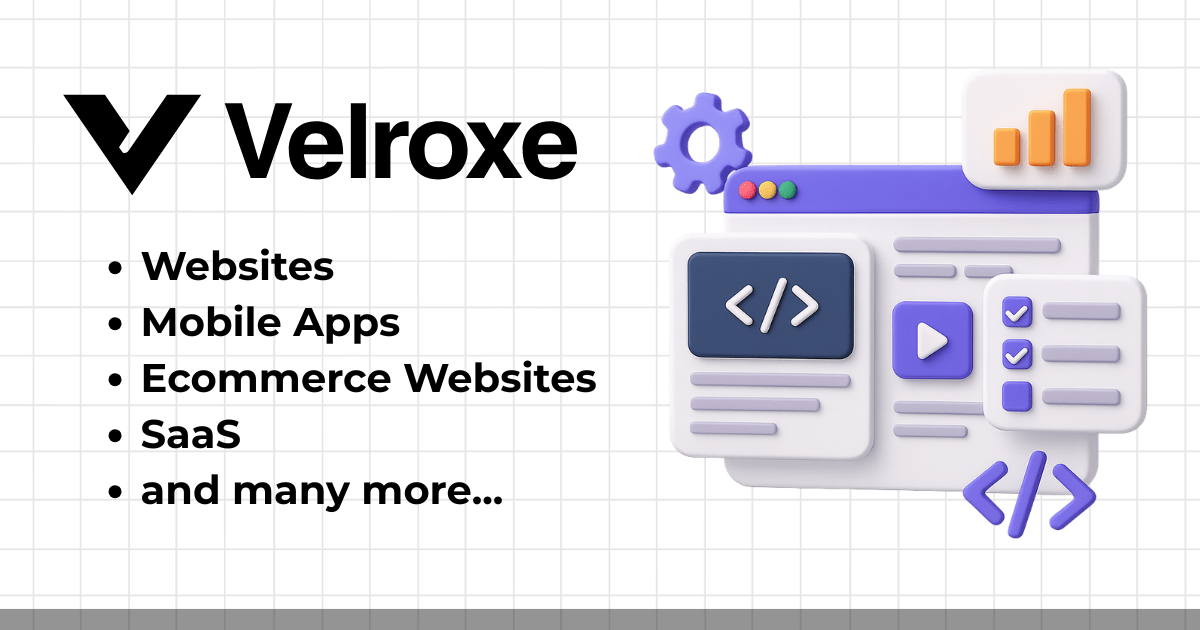 Velroxe
• Websites
• Mobile Apps
• Ecommerce Websites
• SaaS
• and many more...
</>
</>